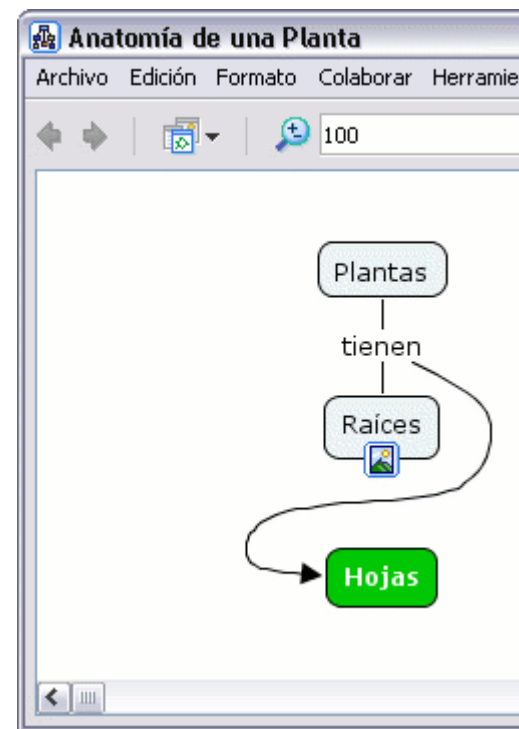 Anatomía de una Planta
Archivo Edición Formato Colaborar Herramie
100
Plantas
tienen
Raíces
Hojas